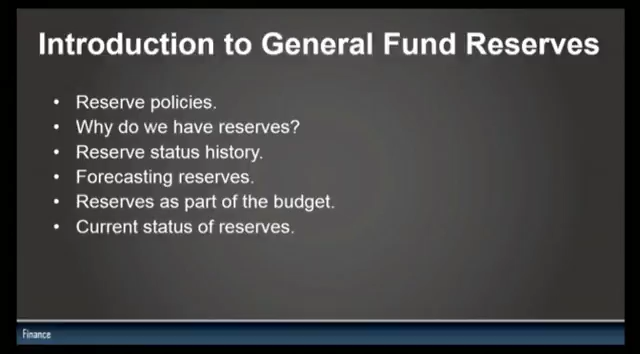 Introduction to General Fund Reserves
• Reserve policies.
• Why do we have reserves?
• Reserve status history.
• Forecasting reserves.
• Reserves as part of the budget.
• Current status of reserves.
Finance